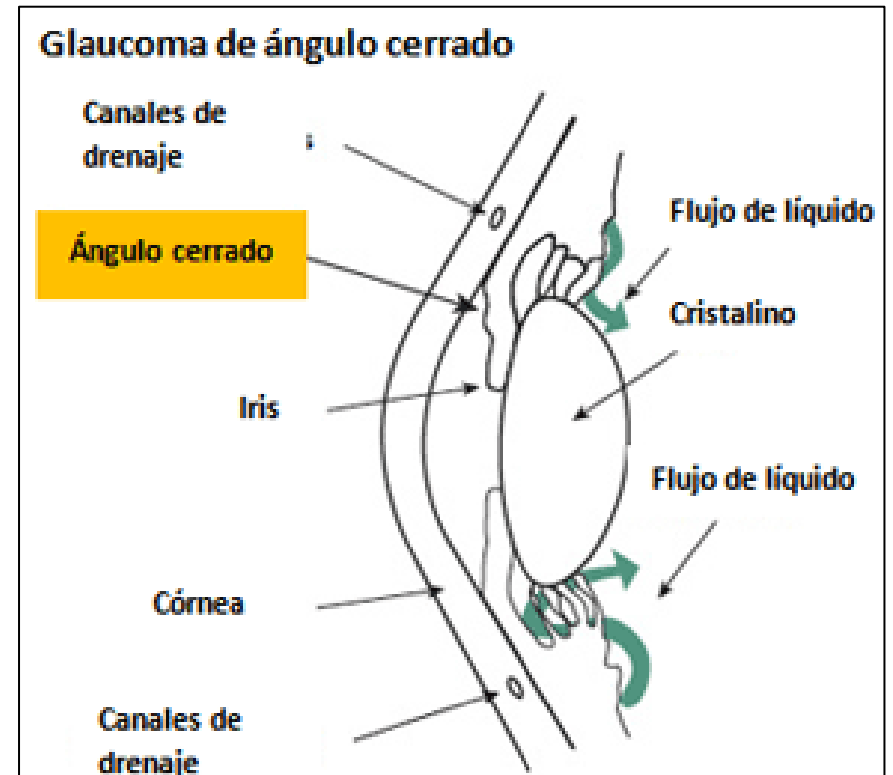 Glaucoma de ángulo cerrado
Canales de
drenaje
Ángulo cerrado
Flujo de líquido
Cristalino
Iris
Flujo de líquido
Córnea
Canales de
drenaje